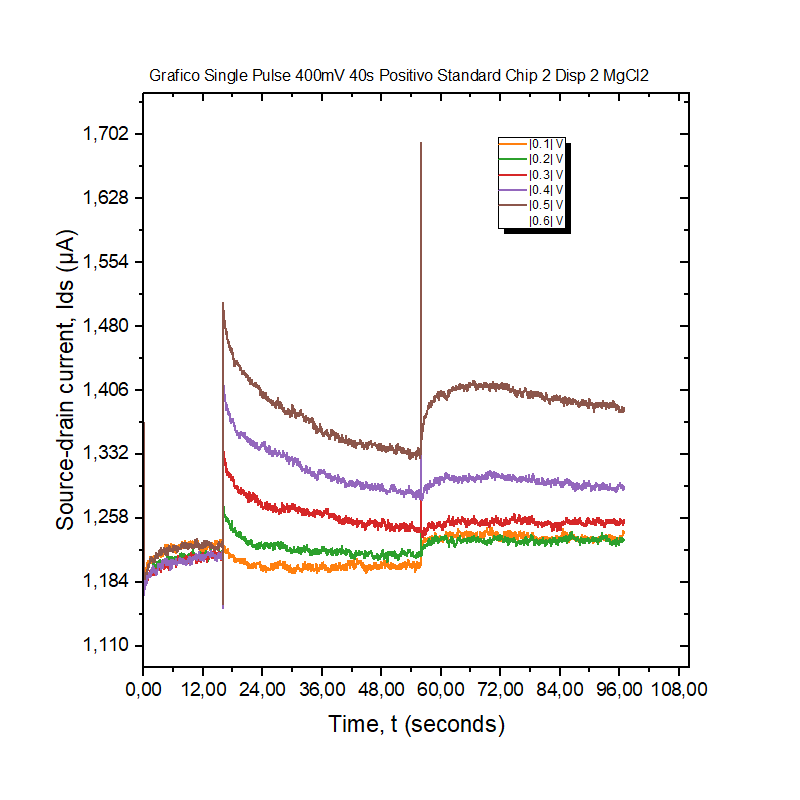 Grafico Single Pulse 400mV 40s Positivo Standard Chip 2 Disp 2 MgCl2
1,702
1,628
1,554
1,480
1,406
1,332
1,258
1,184
1,110
Source-drain current, Ids (µA)
|0.1| V
|0.2| V
|0.3| V
|0.4| V
|0.5| V
|0.6| V
0,00 12,00 24,00 36,00 48,00 60,00 72,00 84,00 96,00 108,00
Time, t (seconds)